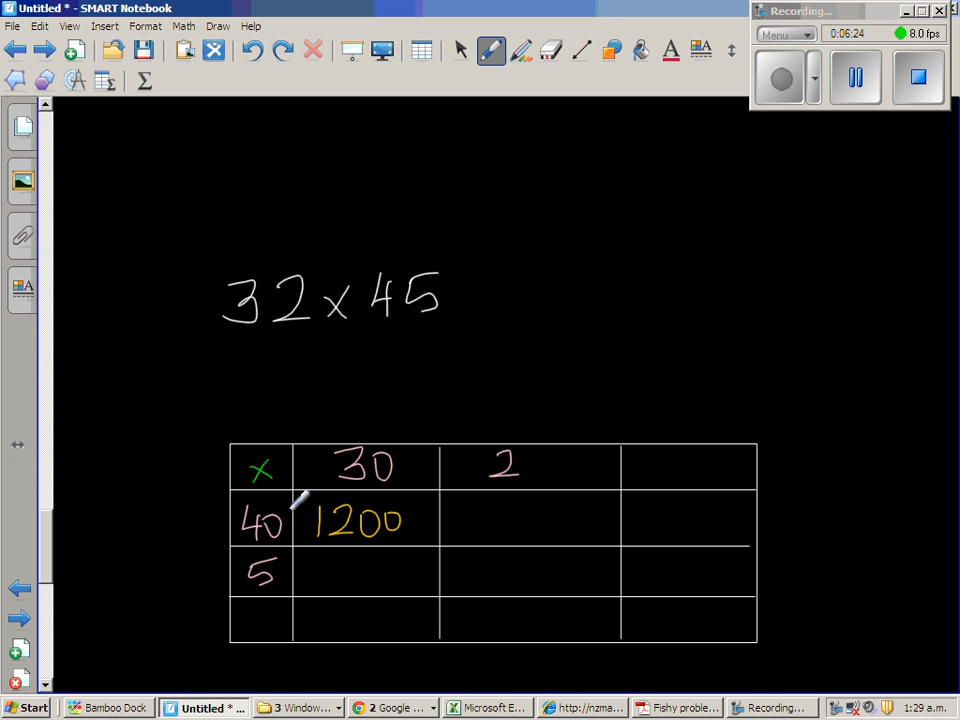 Untitled * - SMART Notebook
File Edit View Insert Format Math Draw Help
Recording...
Menu 0:06:24 8.0 fps
32 x 45
x 30 2
40 1200
5
Start Bamboo Dock Untitled * ... 3 Window... 2 Google ... Microsoft E... http://nzma... Fishy proble... Recording... 1:29 a.m.